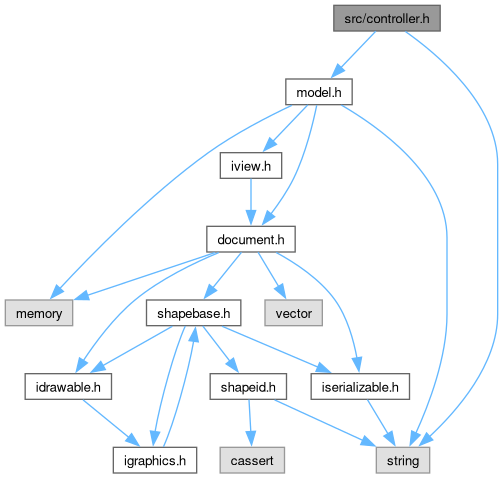 src/controller.h
model.h
iview.h
document.h
memory
shapebase.h
vector
idrawable.h
shapeid.h
iserializable.h
igraphics.h
cassert
string